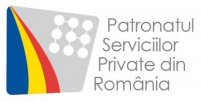 Patronatul
Serviciilor
Private din
România